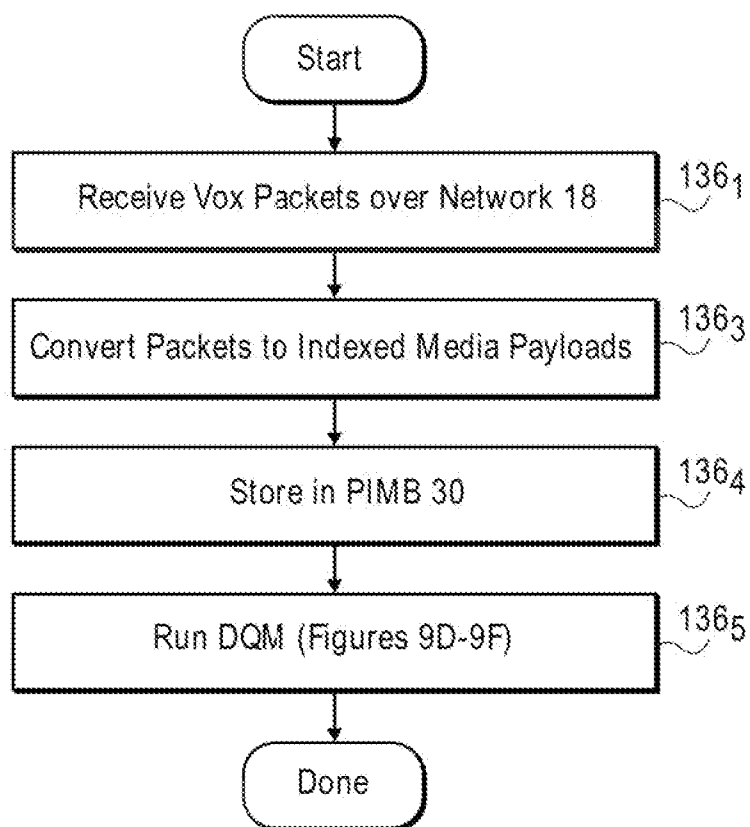 Start
Receive Vox Packets over Network 18
136₁
Convert Packets to Indexed Media Payloads
136₃
Store in PIMB 30
136₄
Run DQM (Figures 9D-9F)
136₅
Done